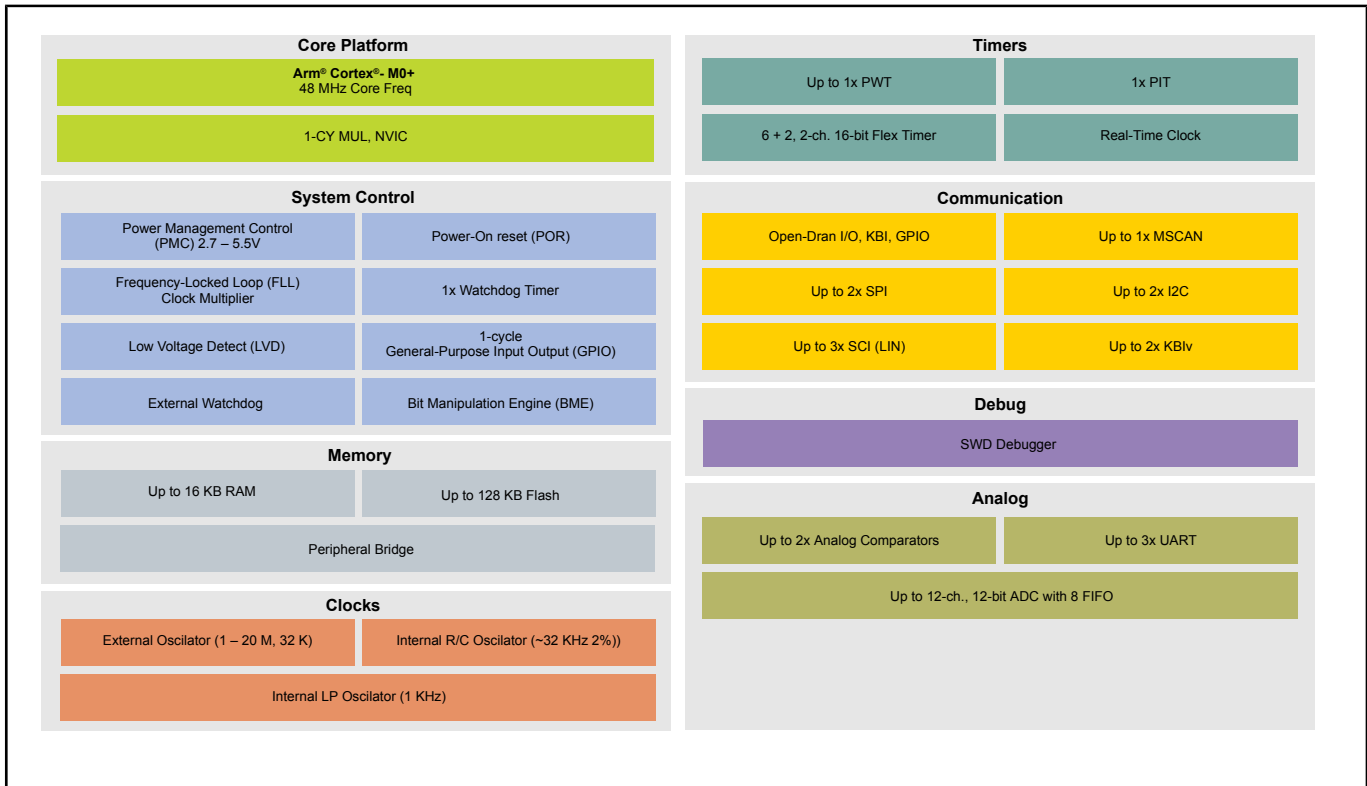 Core Platform
Arm® Cortex®- M0+
48 MHz Core Freq
1-CY MUL, NVIC
System Control
Power Management Control
(PMC) 2.7 – 5.5V
Power-On reset (POR)
Frequency-Locked Loop (FLL)
Clock Multiplier
1x Watchdog Timer
Low Voltage Detect (LVD)
1-cycle
General-Purpose Input Output (GPIO)
External Watchdog
Bit Manipulation Engine (BME)
Memory
Up to 16 KB RAM
Up to 128 KB Flash
Peripheral Bridge
Clocks
External Oscilator (1 – 20 M, 32 K)
Internal R/C Oscilator (~32 KHz 2%))
Internal LP Oscilator (1 KHz)
Timers
Up to 1x PWT
1x PIT
6 + 2, 2-ch. 16-bit Flex Timer
Real-Time Clock
Communication
Open-Dran I/O, KBI, GPIO
Up to 1x MSCAN
Up to 2x SPI
Up to 2x I2C
Up to 3x SCI (LIN)
Up to 2x KBIv
Debug
SWD Debugger
Analog
Up to 2x Analog Comparators
Up to 3x UART
Up to 12-ch., 12-bit ADC with 8 FIFO